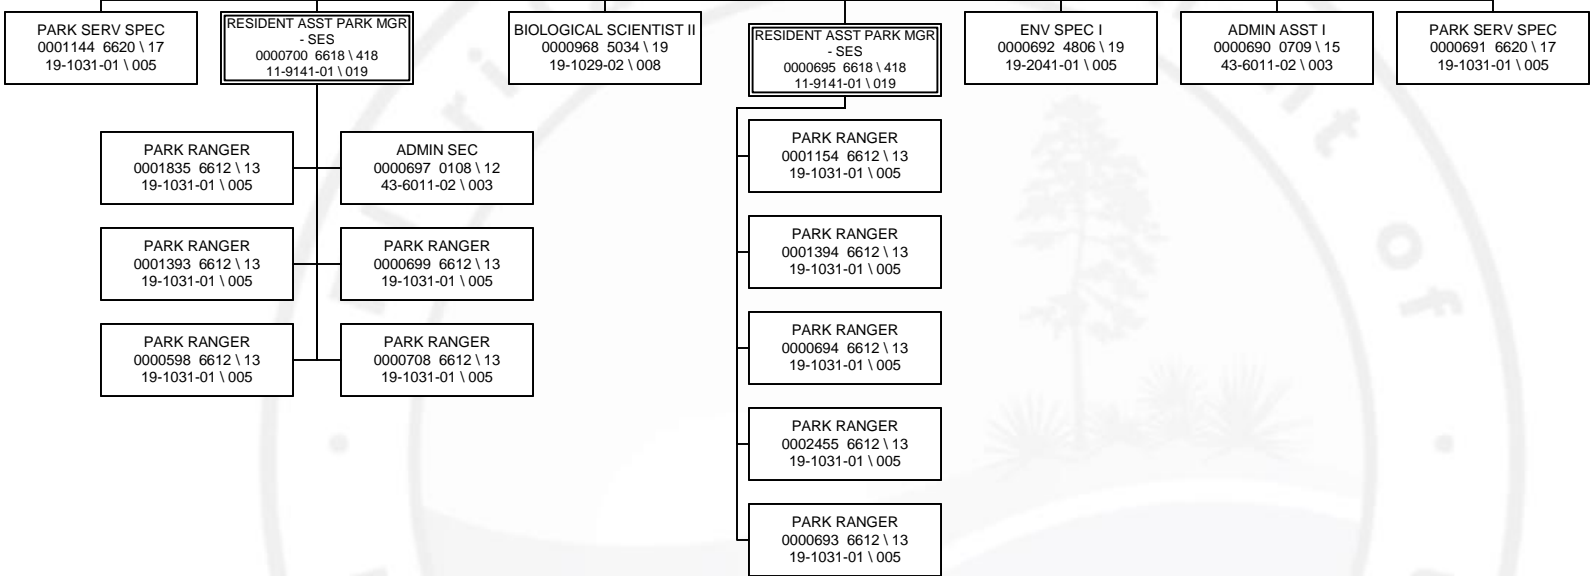 PARK SERV SPEC
0001144 6620 \ 17
19-1031-01 \ 005
RESIDENT ASST PARK MGR
- SES
0000700 6618 \ 418
11-9141-01 \ 019
BIOLOGICAL SCIENTIST II
0000968 5034 \ 19
19-1029-02 \ 008
RESIDENT ASST PARK MGR
- SES
0000695 6618 \ 418
11-9141-01 \ 019
ENV SPEC I
0000692 4806 \ 19
19-2041-01 \ 005
ADMIN ASST I
0000690 0709 \ 15
43-6011-02 \ 003
PARK SERV SPEC
0000691 6620 \ 17
19-1031-01 \ 005
PARK RANGER
0001835 6612 \ 13
19-1031-01 \ 005
ADMIN SEC
0000697 0108 \ 12
43-6011-02 \ 003
PARK RANGER
0001393 6612 \ 13
19-1031-01 \ 005
PARK RANGER
0000699 6612 \ 13
19-1031-01 \ 005
PARK RANGER
0000598 6612 \ 13
19-1031-01 \ 005
PARK RANGER
0000708 6612 \ 13
19-1031-01 \ 005
PARK RANGER
0001154 6612 \ 13
19-1031-01 \ 005
PARK RANGER
0001394 6612 \ 13
19-1031-01 \ 005
PARK RANGER
0000694 6612 \ 13
19-1031-01 \ 005
PARK RANGER
0002455 6612 \ 13
19-1031-01 \ 005
PARK RANGER
0000693 6612 \ 13
19-1031-01 \ 005